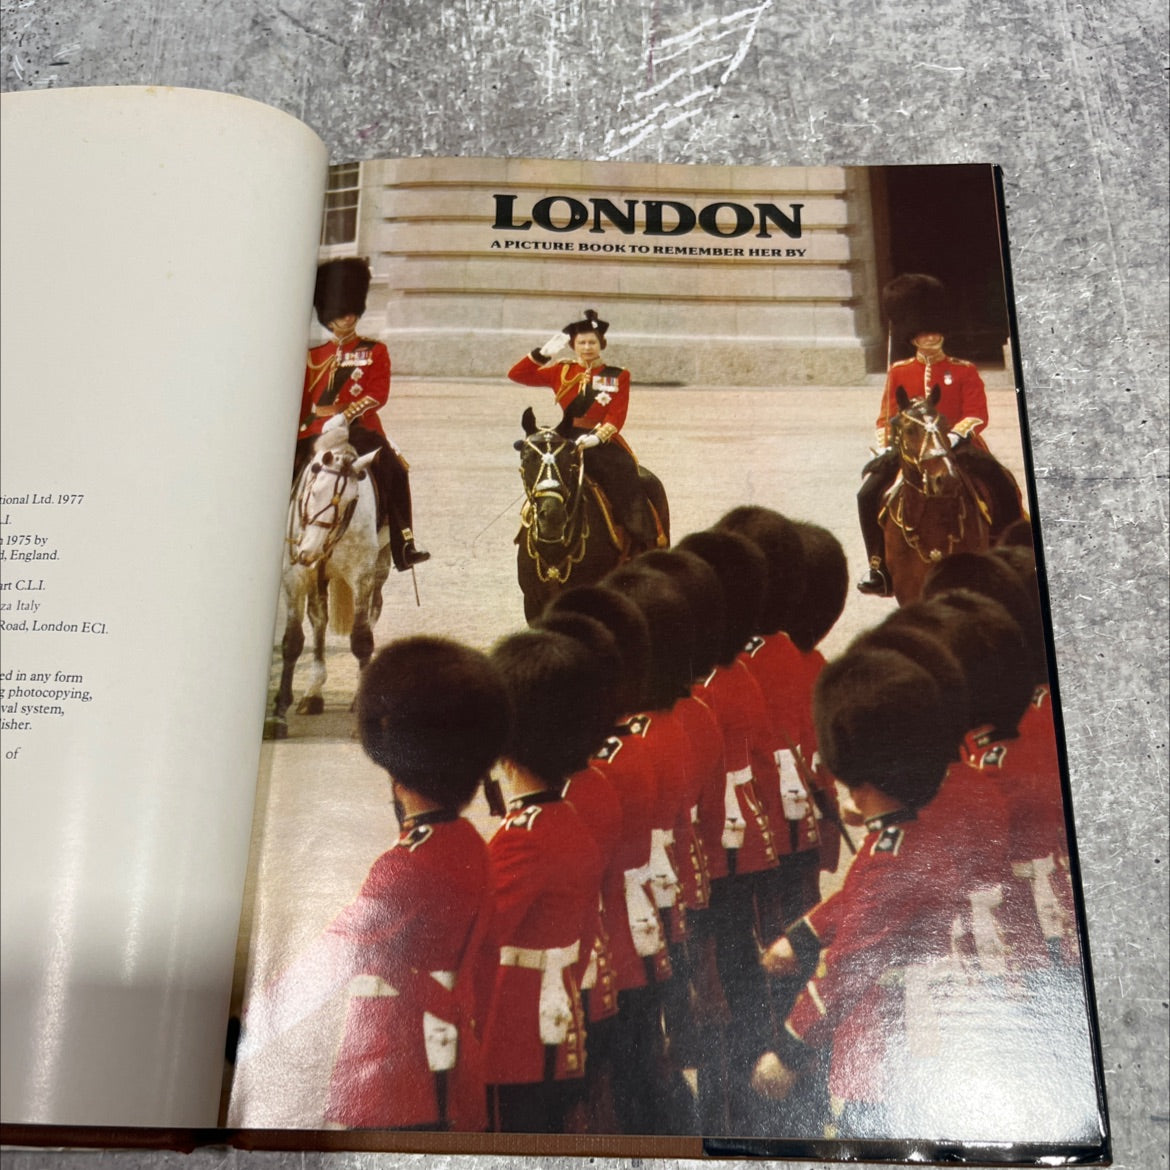 tional Ltd. 1977
L.I.
1975 by
d, England.
art C.L.I.
za Italy
Road, London EC1.
ed in any form
g photocopying,
val system,
lisher.
of
LONDON
A PICTURE BOOK TO REMEMBER HER BY